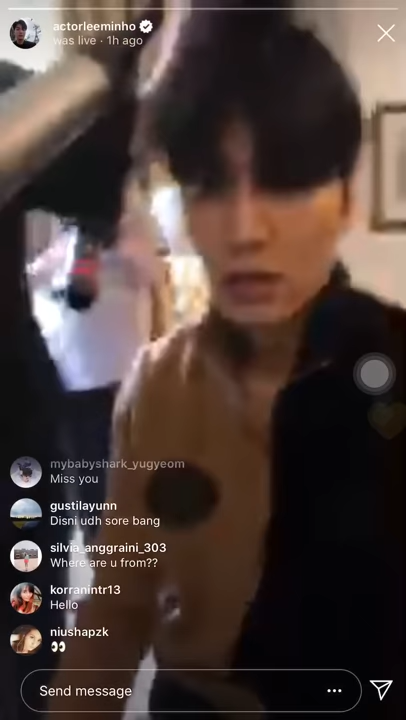 actorleeminho
was live · 1h ago
mybabyshark_yugyeom
Miss you
gustilayunn
Disni udh sore bang
silvia_anggraini_303
Where are u from??
korranintr13
Hello
niushapzk
👀
Send message